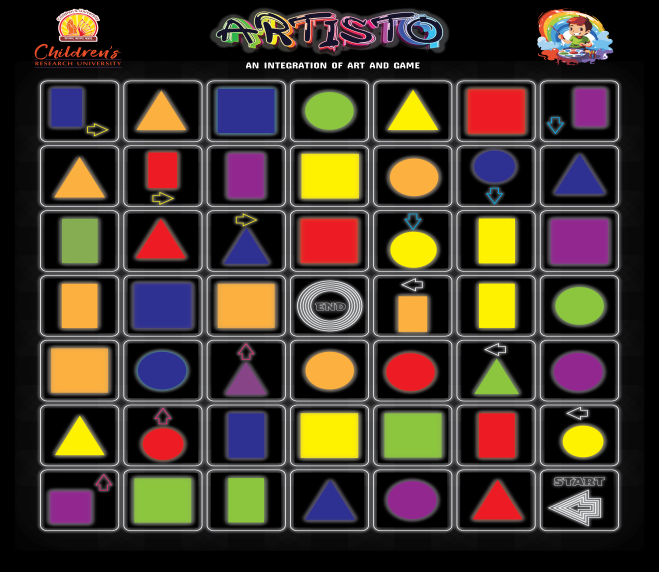 Children's
RESEARCH UNIVERSITY
ARTISTO
AN INTEGRATION OF ART AND GAME
END
START